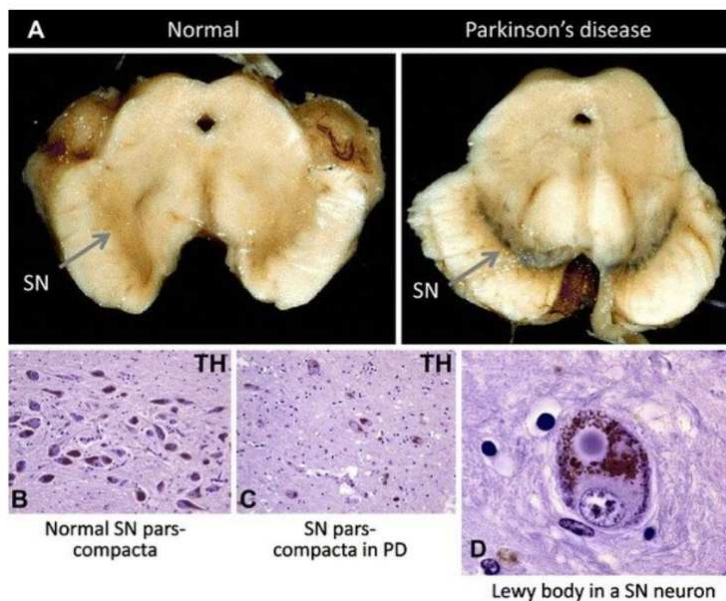 A
Normal
Parkinson's disease
SN
SN
TH
TH
B
C
D
Normal SN pars-
compacta
SN pars-
compacta in PD
Lewy body in a SN neuron